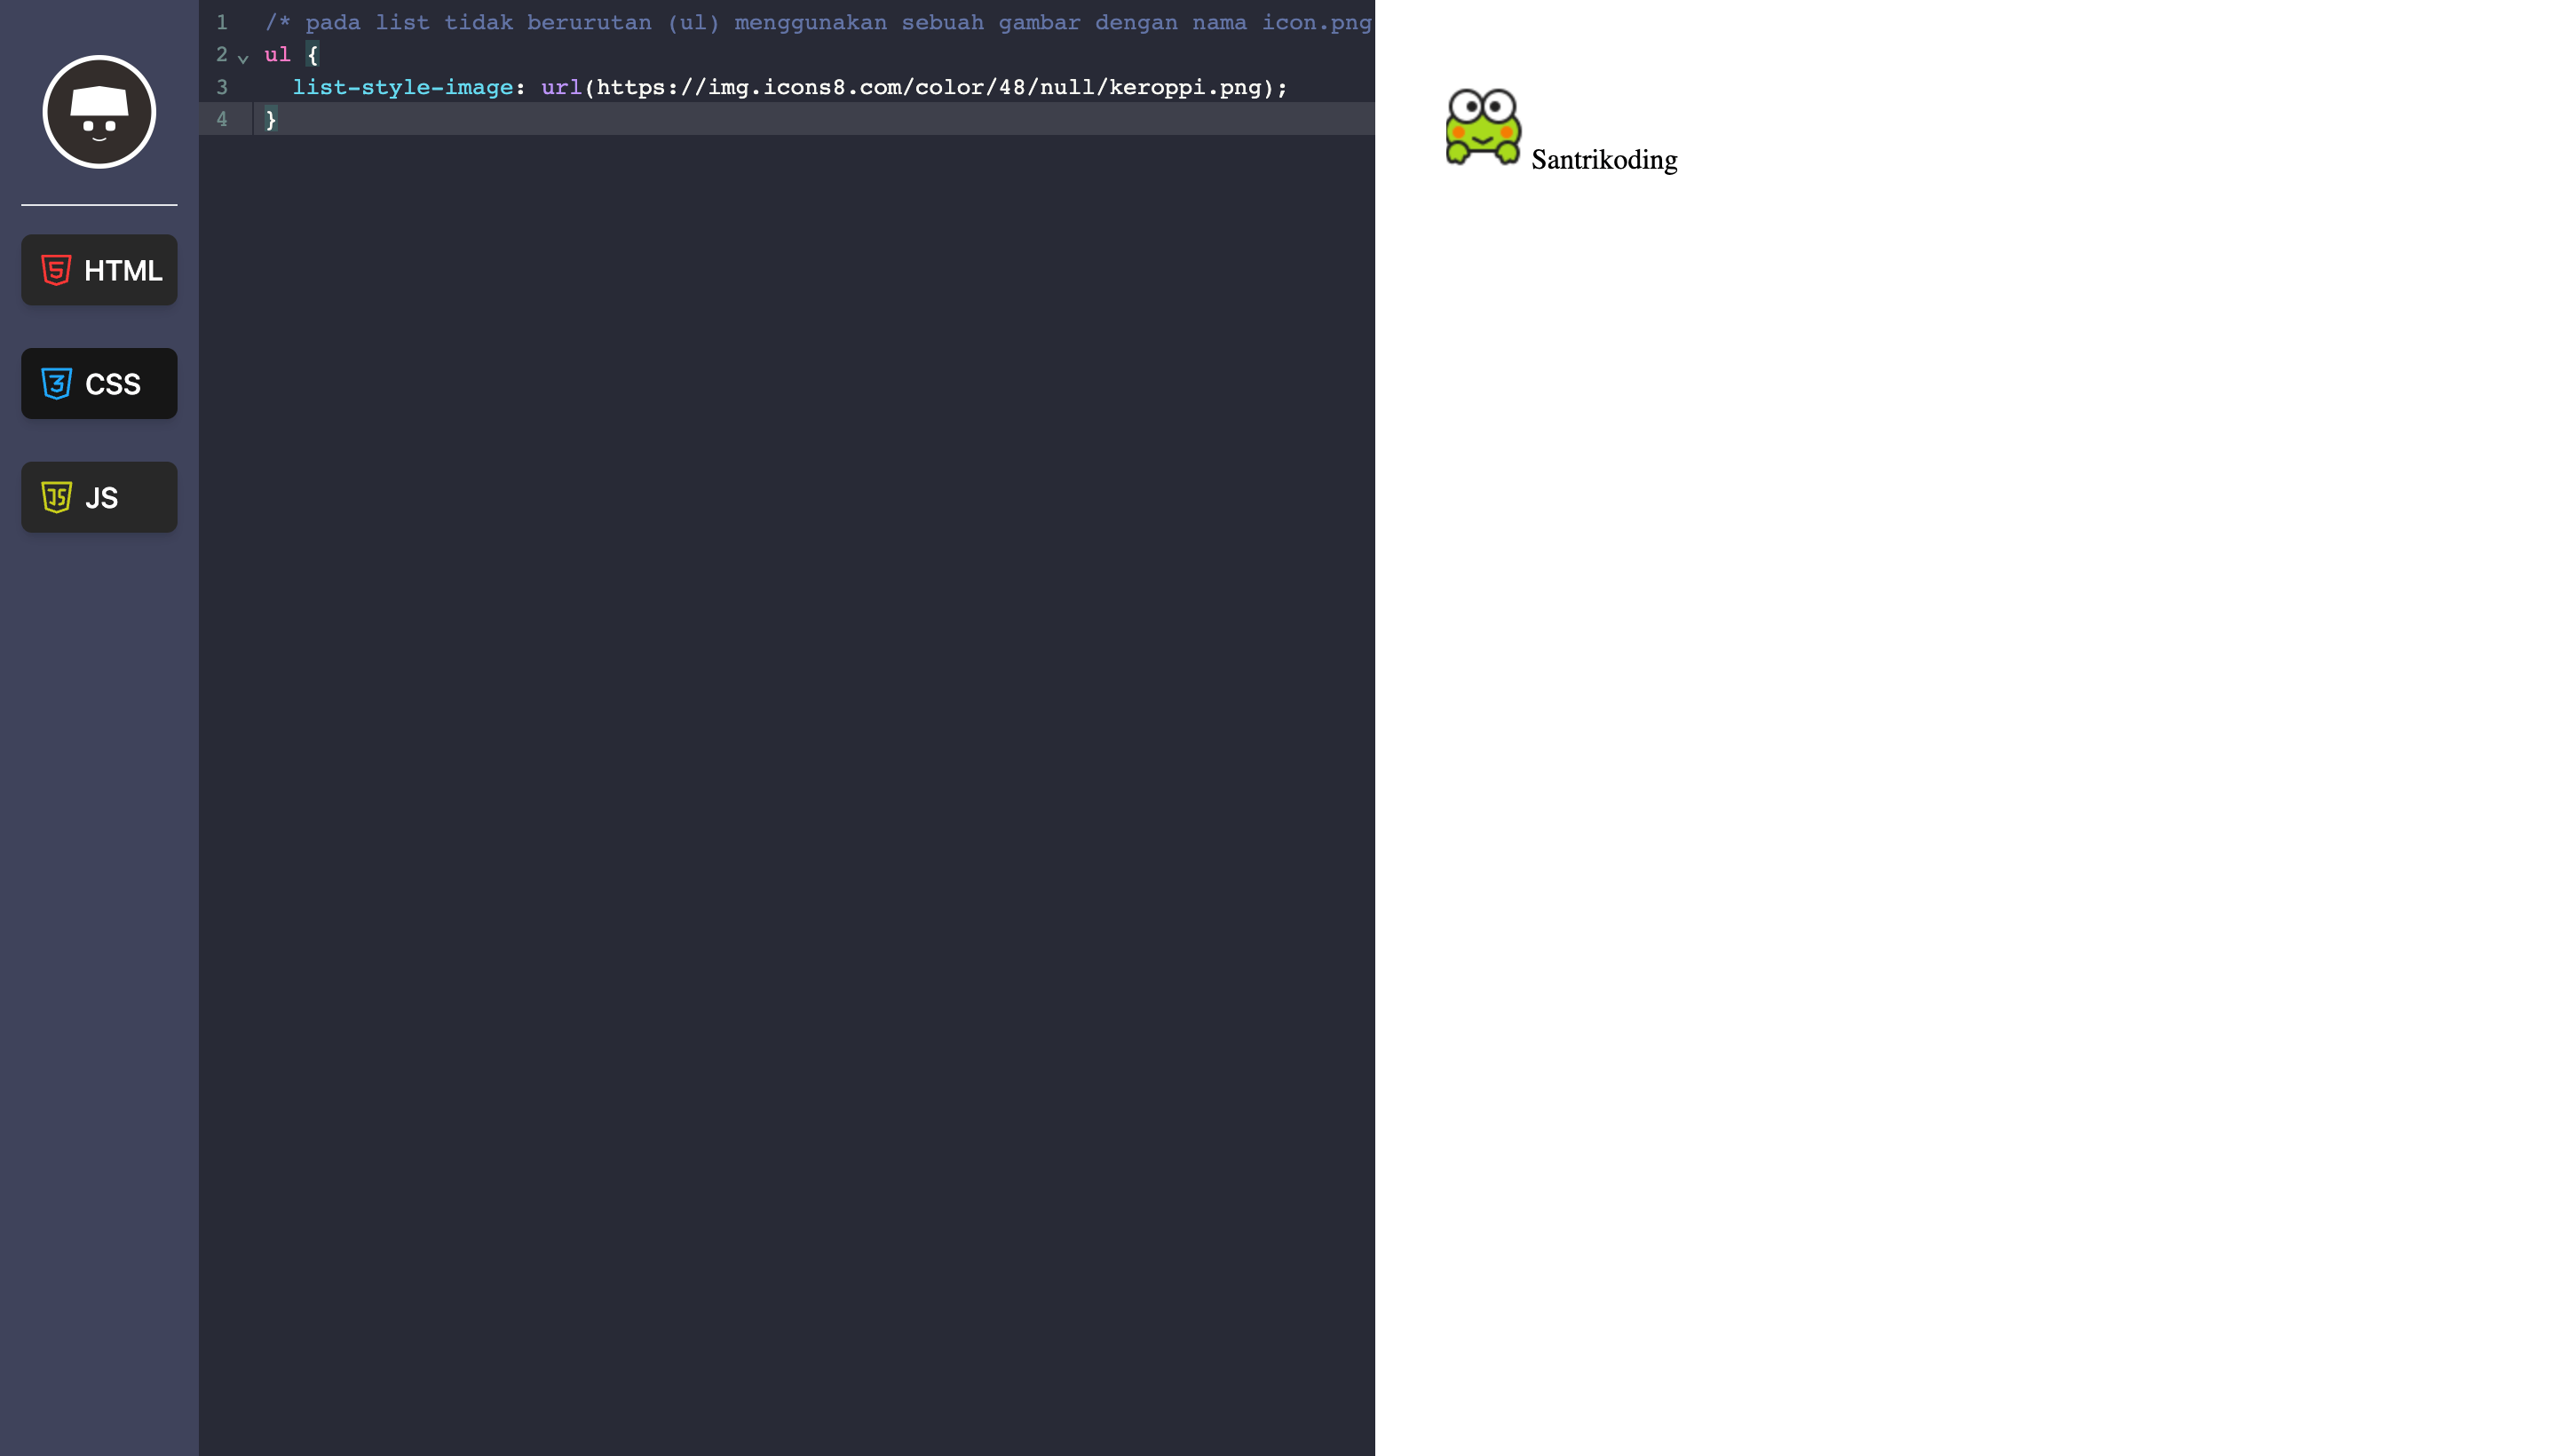 HTML
CSS
JS
1 /* pada list tidak berurutan (ul) menggunakan sebuah gambar dengan nama icon.png
2 ul {
3 list-style-image: url(https://img.icons8.com/color/48/null/keroppi.png);
4 }
Santrikoding